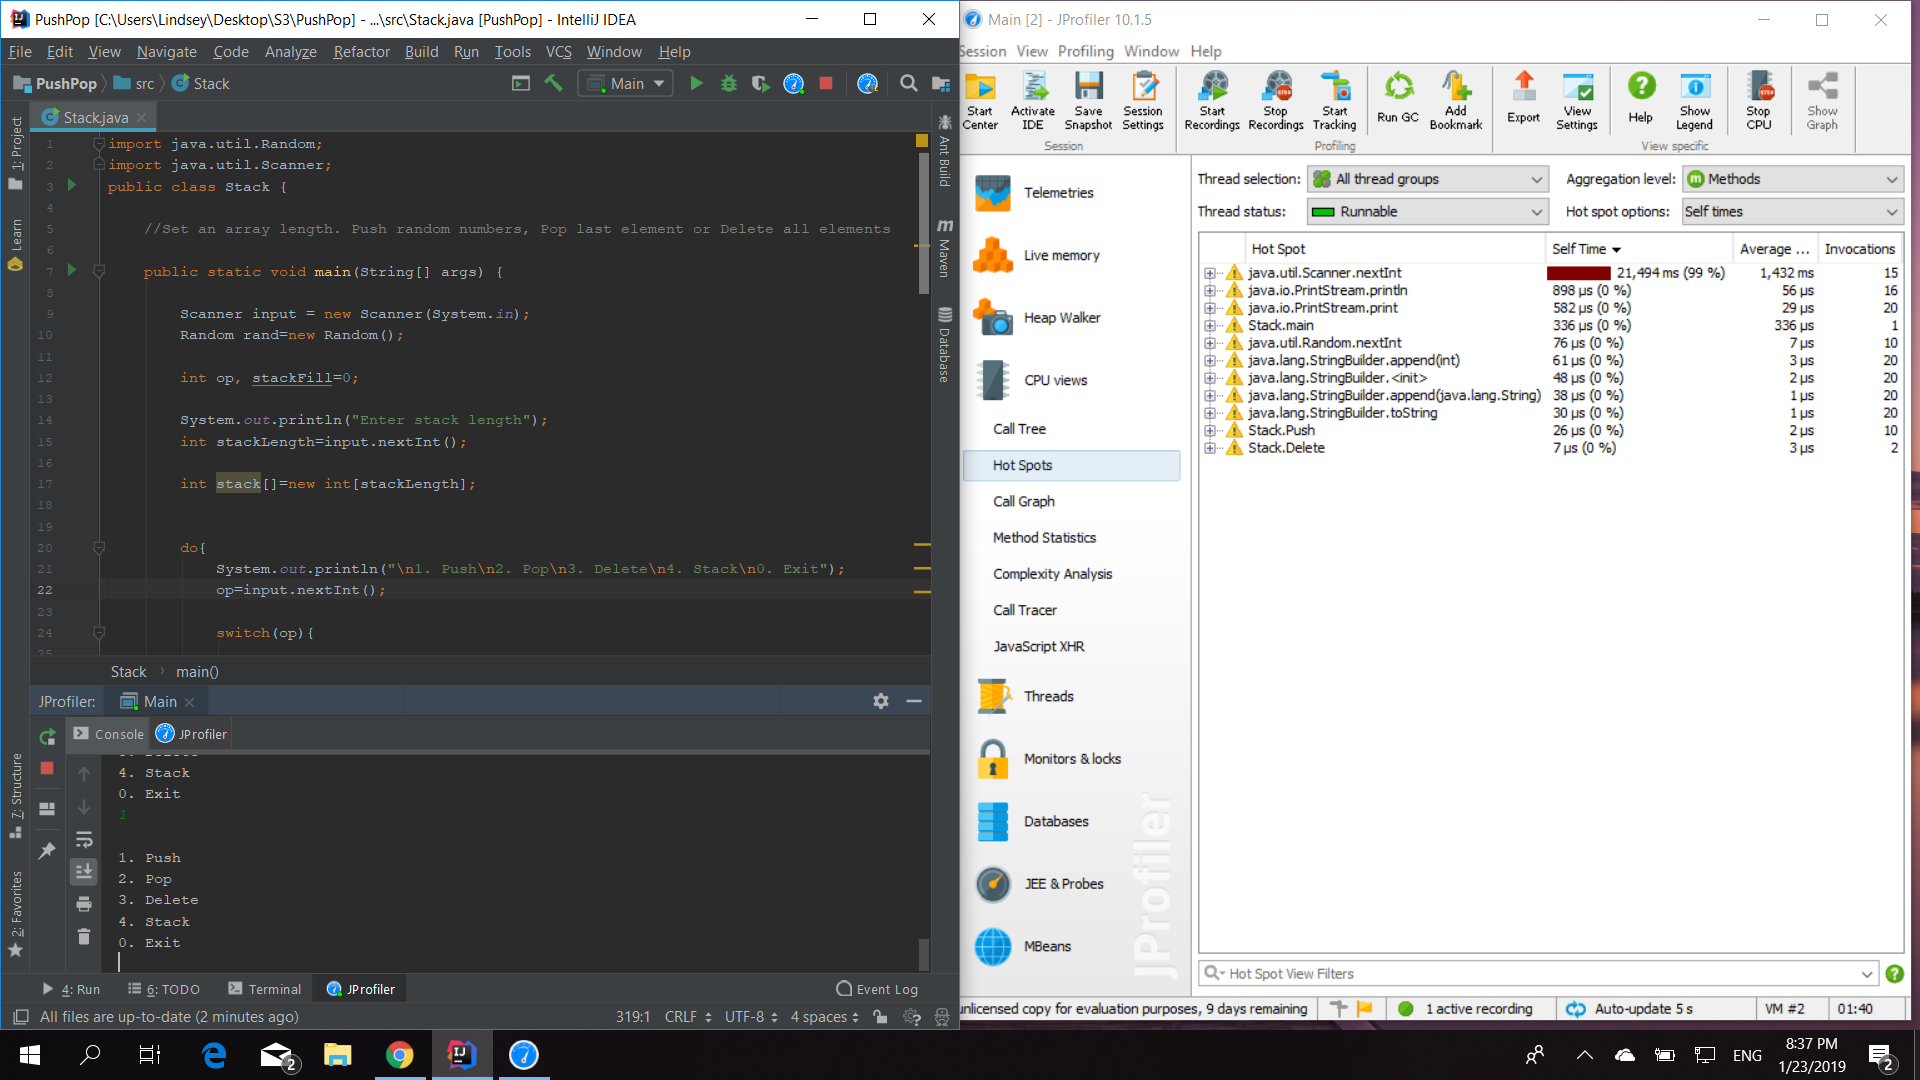 PushPop [C:\Users\Lindsey\Desktop\S3\PushPop] - ...\src\Stack.java [PushPop] - IntelliJ IDEA
File Edit View Navigate Code Analyze Refactor Build Run Tools VCS Window Help
PushPop src Stack Main
Stack.java
1 import java.util.Random;
2 import java.util.Scanner;
3 public class Stack {
4
5 //Set an array length. Push random numbers, Pop last element or Delete all elements
6
7 public static void main(String[] args) {
8
9 Scanner input = new Scanner(System.in);
10 Random rand=new Random();
11
12 int op, stackFill=0;
13
14 System.out.println("Enter stack length");
15 int stackLength=input.nextInt();
16
17 int stack[]=new int[stackLength];
18
19
20 do{
21 System.out.println("\n1. Push\n2. Pop\n3. Delete\n4. Stack\n0. Exit");
22 op=input.nextInt();
23
24 switch(op){
25
1: Project
Learn
7: Structure
2: Favorites
Ant Build
m Maven
Database
Stack main()
JProfiler: Main
Console JProfiler
4. Stack
0. Exit
1
1. Push
2. Pop
3. Delete
4. Stack
0. Exit
4: Run 6: TODO Terminal JProfiler Event Log
All files are up-to-date (2 minutes ago) 319:1 CRLF UTF-8 4 spaces
Main [2] - JProfiler 10.1.5
Session View Profiling Window Help
Start Center
Activate IDE
Save Snapshot
Session Settings
Start Recordings
Stop Recordings
Start Tracking
Run GC
Add Bookmark
Export
View Settings
Help
Show Legend
Stop CPU
Show Graph
Session Profiling View specific
Telemetries
Live memory
Heap Walker
CPU views
Call Tree
Hot Spots
Call Graph
Method Statistics
Complexity Analysis
Call Tracer
JavaScript XHR
Threads
Monitors & locks
Databases
JEE & Probes
MBeans
JProfiler
Thread selection: All thread groups Aggregation level: m Methods
Thread status: Runnable Hot spot options: Self times
Hot Spot Self Time Average ... Invocations
java.util.Scanner.nextInt 21,494 ms (99 %) 1,432 ms 15
java.io.PrintStream.println 898 µs (0 %) 56 µs 16
java.io.PrintStream.print 582 µs (0 %) 29 µs 20
Stack.main 336 µs (0 %) 336 µs 1
java.util.Random.nextInt 76 µs (0 %) 7 µs 10
java.lang.StringBuilder.append(int) 61 µs (0 %) 3 µs 20
java.lang.StringBuilder.<init> 48 µs (0 %) 2 µs 20
java.lang.StringBuilder.append(java.lang.String) 38 µs (0 %) 1 µs 20
java.lang.StringBuilder.toString 30 µs (0 %) 1 µs 20
Stack.Push 26 µs (0 %) 2 µs 10
Stack.Delete 7 µs (0 %) 3 µs 2
Hot Spot View Filters
unlicensed copy for evaluation purposes, 9 days remaining 1 active recording Auto-update 5 s VM #2 01:40
2 ENG 8:37 PM
1/23/2019 2